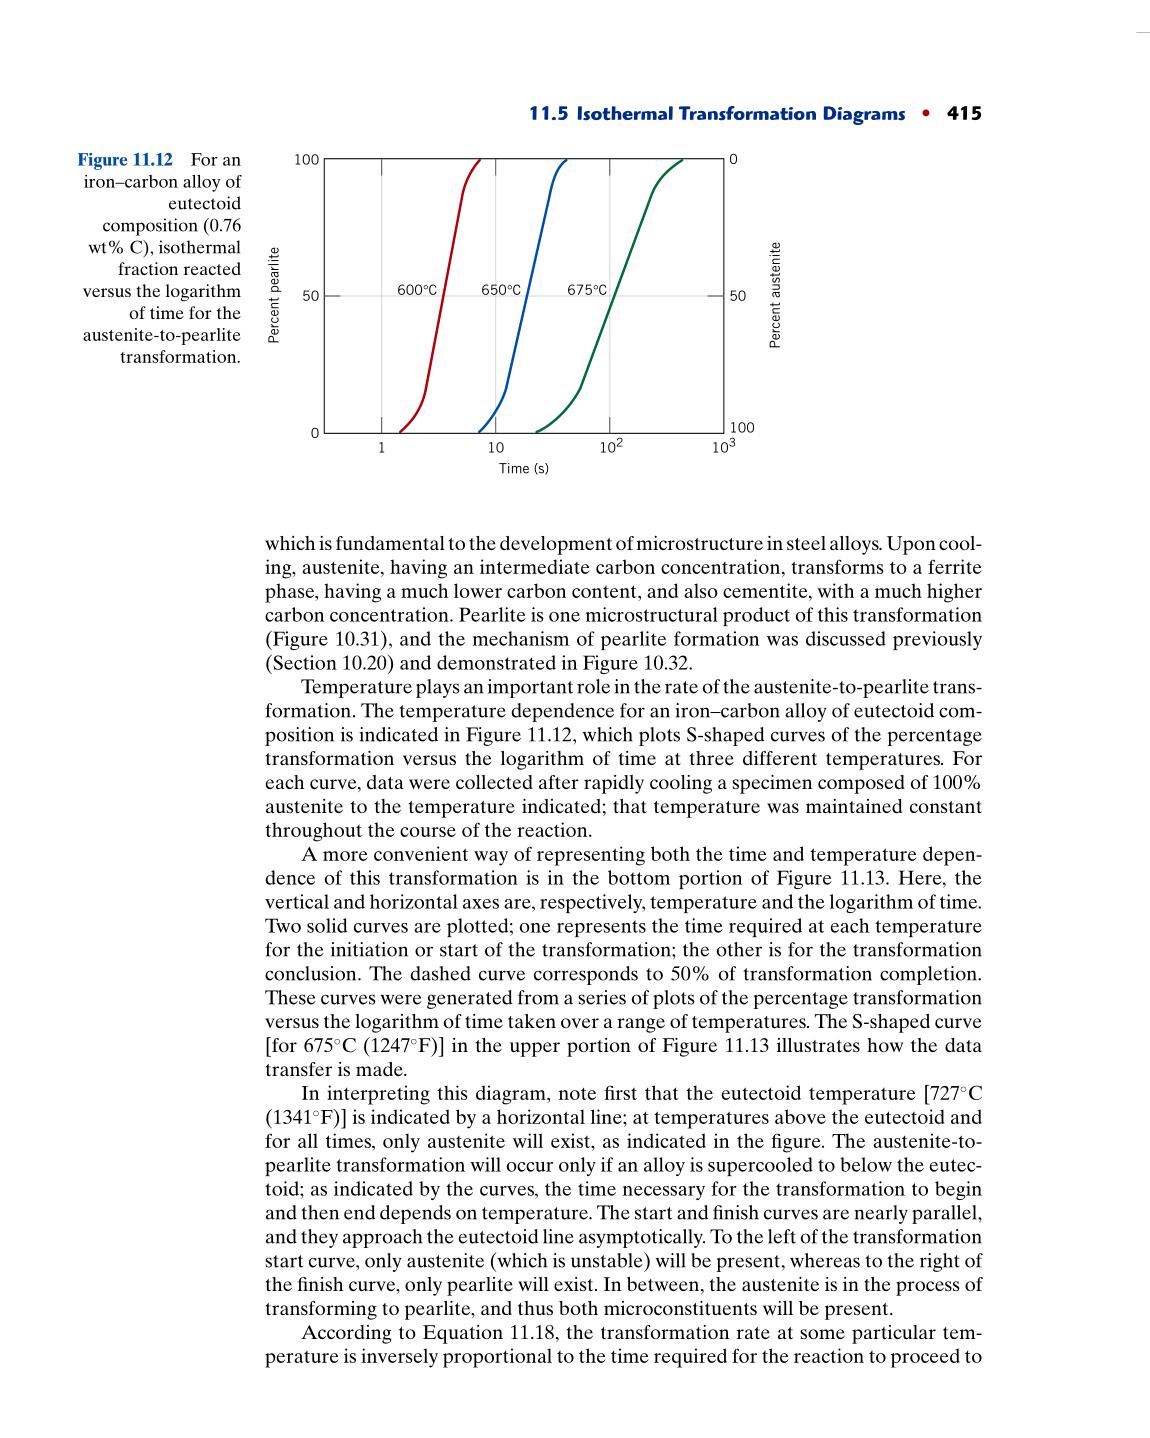 11.5 Isothermal Transformation Diagrams • 415
Figure 11.12 For an
iron–carbon alloy of
eutectoid
composition (0.76
wt% C), isothermal
fraction reacted
versus the logarithm
of time for the
austenite-to-pearlite
transformation.
100
0
Percent pearlite
600°C
650°C
675°C
Percent austenite
50
50
0
100
1
10
10²
10³
Time (s)
which is fundamental to the development of microstructure in steel alloys. Upon cool-
ing, austenite, having an intermediate carbon concentration, transforms to a ferrite
phase, having a much lower carbon content, and also cementite, with a much higher
carbon concentration. Pearlite is one microstructural product of this transformation
(Figure 10.31), and the mechanism of pearlite formation was discussed previously
(Section 10.20) and demonstrated in Figure 10.32.
Temperature plays an important role in the rate of the austenite-to-pearlite trans-
formation. The temperature dependence for an iron–carbon alloy of eutectoid com-
position is indicated in Figure 11.12, which plots S-shaped curves of the percentage
transformation versus the logarithm of time at three different temperatures. For
each curve, data were collected after rapidly cooling a specimen composed of 100%
austenite to the temperature indicated; that temperature was maintained constant
throughout the course of the reaction.
A more convenient way of representing both the time and temperature depen-
dence of this transformation is in the bottom portion of Figure 11.13. Here, the
vertical and horizontal axes are, respectively, temperature and the logarithm of time.
Two solid curves are plotted; one represents the time required at each temperature
for the initiation or start of the transformation; the other is for the transformation
conclusion. The dashed curve corresponds to 50% of transformation completion.
These curves were generated from a series of plots of the percentage transformation
versus the logarithm of time taken over a range of temperatures. The S-shaped curve
[for 675°C (1247°F)] in the upper portion of Figure 11.13 illustrates how the data
transfer is made.
In interpreting this diagram, note first that the eutectoid temperature [727°C
(1341°F)] is indicated by a horizontal line; at temperatures above the eutectoid and
for all times, only austenite will exist, as indicated in the figure. The austenite-to-
pearlite transformation will occur only if an alloy is supercooled to below the eutec-
toid; as indicated by the curves, the time necessary for the transformation to begin
and then end depends on temperature. The start and finish curves are nearly parallel,
and they approach the eutectoid line asymptotically. To the left of the transformation
start curve, only austenite (which is unstable) will be present, whereas to the right of
the finish curve, only pearlite will exist. In between, the austenite is in the process of
transforming to pearlite, and thus both microconstituents will be present.
According to Equation 11.18, the transformation rate at some particular tem-
perature is inversely proportional to the time required for the reaction to proceed to